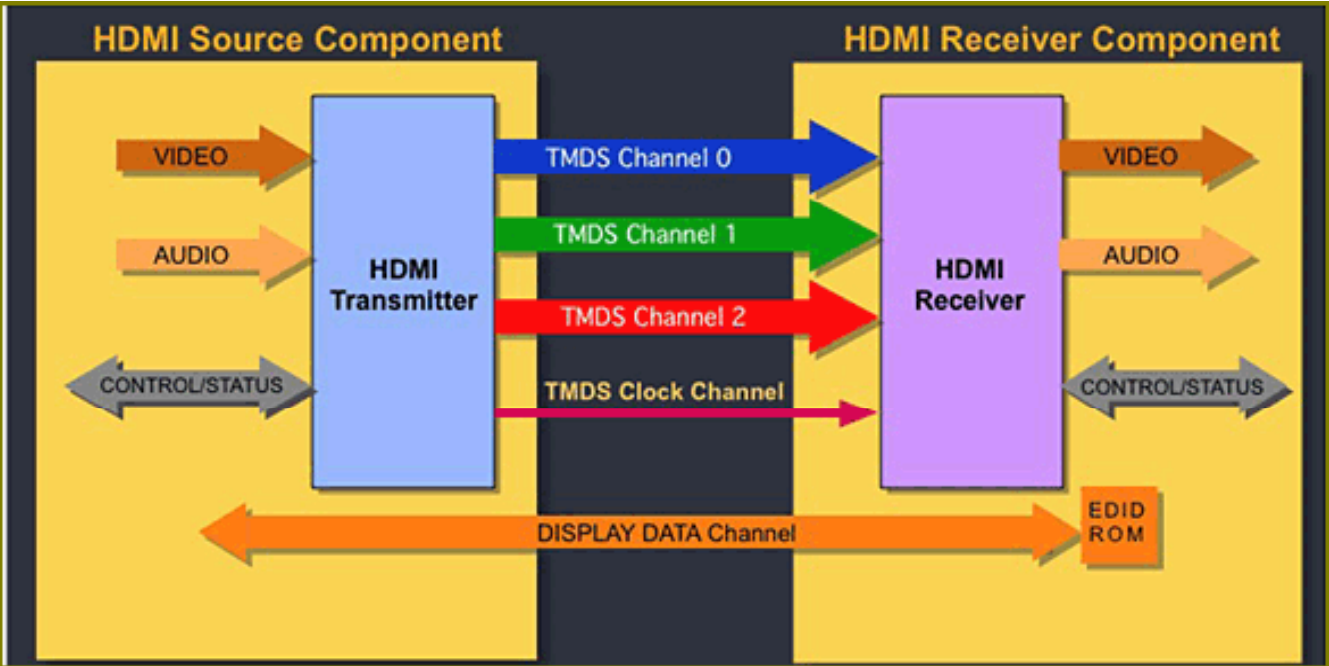 HDMI Source Component
HDMI Receiver Component
VIDEO
TMDS Channel 0
VIDEO
AUDIO
TMDS Channel 1
AUDIO
HDMI
Transmitter
HDMI
Receiver
TMDS Channel 2
CONTROL/STATUS
TMDS Clock Channel
CONTROL/STATUS
DISPLAY DATA Channel
EDID
ROM